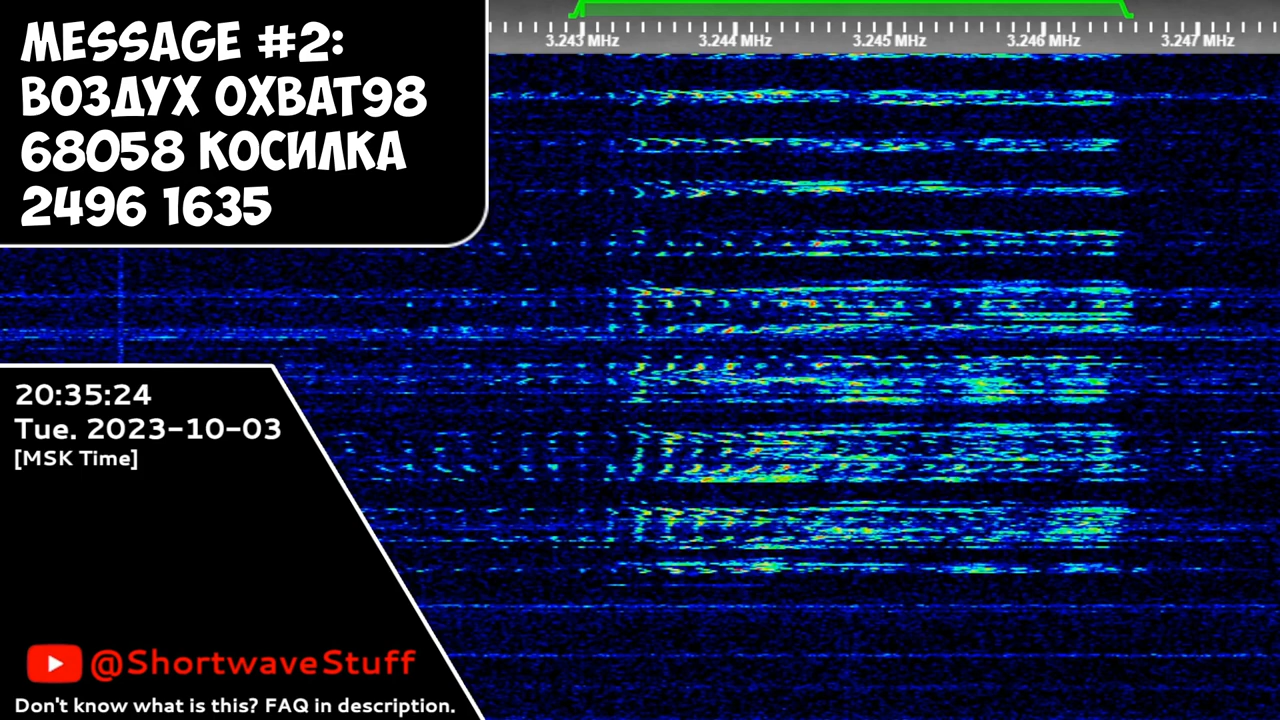 MESSAGE #2:
ВОЗДУХ ОХВАТ98
68058 КОСИЛКА
2496 1635
3.243 MHz 3.244 MHz 3.245 MHz 3.246 MHz 3.247 MHz
20:35:24
Tue. 2023-10-03
[MSK Time]
@ShortwaveStuff
Don't know what is this? FAQ in description.